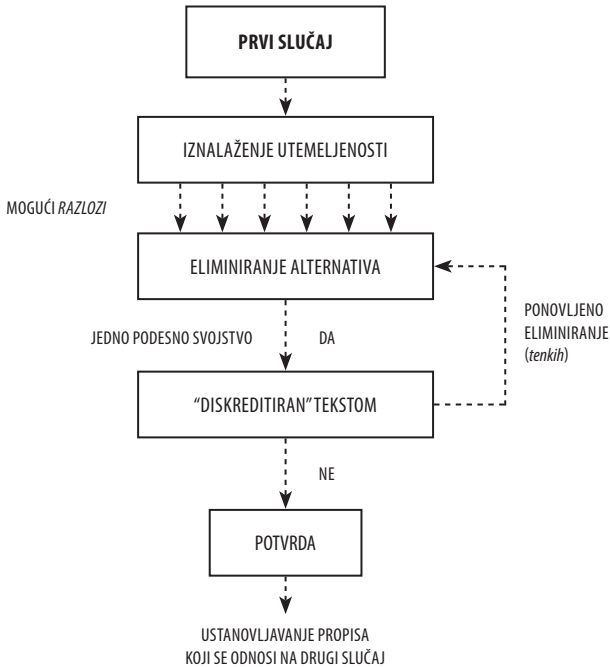 PRVI SLUČAJ
IZNALAŽENJE UTEMELJENOSTI
MOGUĆI RAZLOZI
ELIMINIRANJE ALTERNATIVA
JEDNO PODESNO SVOJSTVO
DA
PONOVLJENO
ELIMINIRANJE
(tenkih)
“DISKREDITIRAN” TEKSTOM
NE
POTVRDA
USTANOVLJAVANJE PROPISA
KOJI SE ODNOSI NA DRUGI SLUČAJ